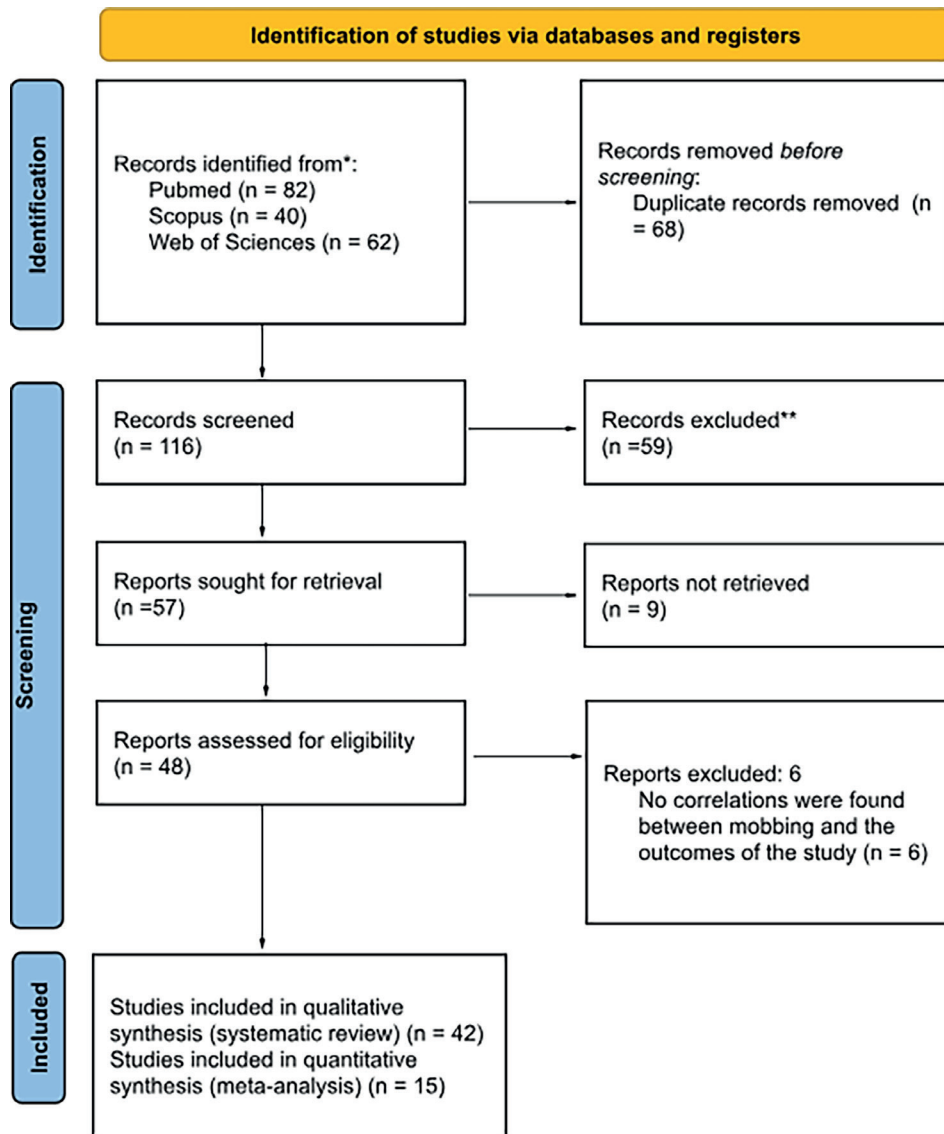 Identification of studies via databases and registers
Identification
Records identified from*:
Pubmed (n = 82)
Scopus (n = 40)
Web of Sciences (n = 62)
Records removed before
screening:
Duplicate records removed (n
= 68)
Screening
Records screened
(n = 116)
Records excluded**
(n =59)
Reports sought for retrieval
(n =57)
Reports not retrieved
(n = 9)
Reports assessed for eligibility
(n = 48)
Reports excluded: 6
No correlations were found
between mobbing and the
outcomes of the study (n = 6)
Included
Studies included in qualitative
synthesis (systematic review) (n = 42)
Studies included in quantitative
synthesis (meta-analysis) (n = 15)